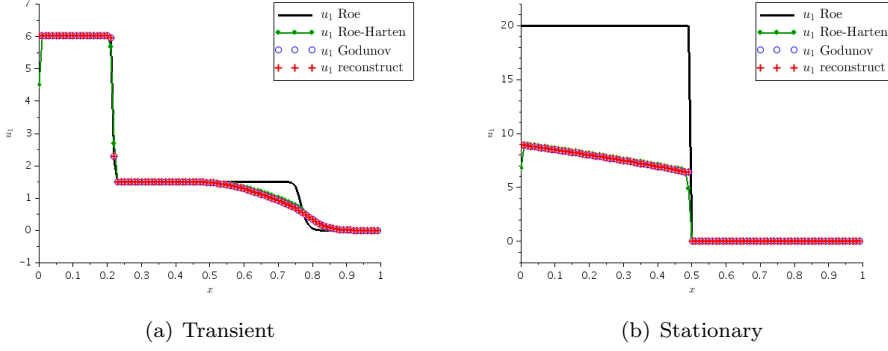 6
5
4
3
2
1
0
-1
u₁
0 0.1 0.2 0.3 0.4 0.5 0.6 0.7 0.8 0.9 1
x
u₁ Roe
u₁ Roe-Harten
u₁ Godunov
u₁ reconstruct
(a) Transient
20
15
10
5
0
u₁
0 0.1 0.2 0.3 0.4 0.5 0.6 0.7 0.8 0.9 1
x
u₁ Roe
u₁ Roe-Harten
u₁ Godunov
u₁ reconstruct
(b) Stationary